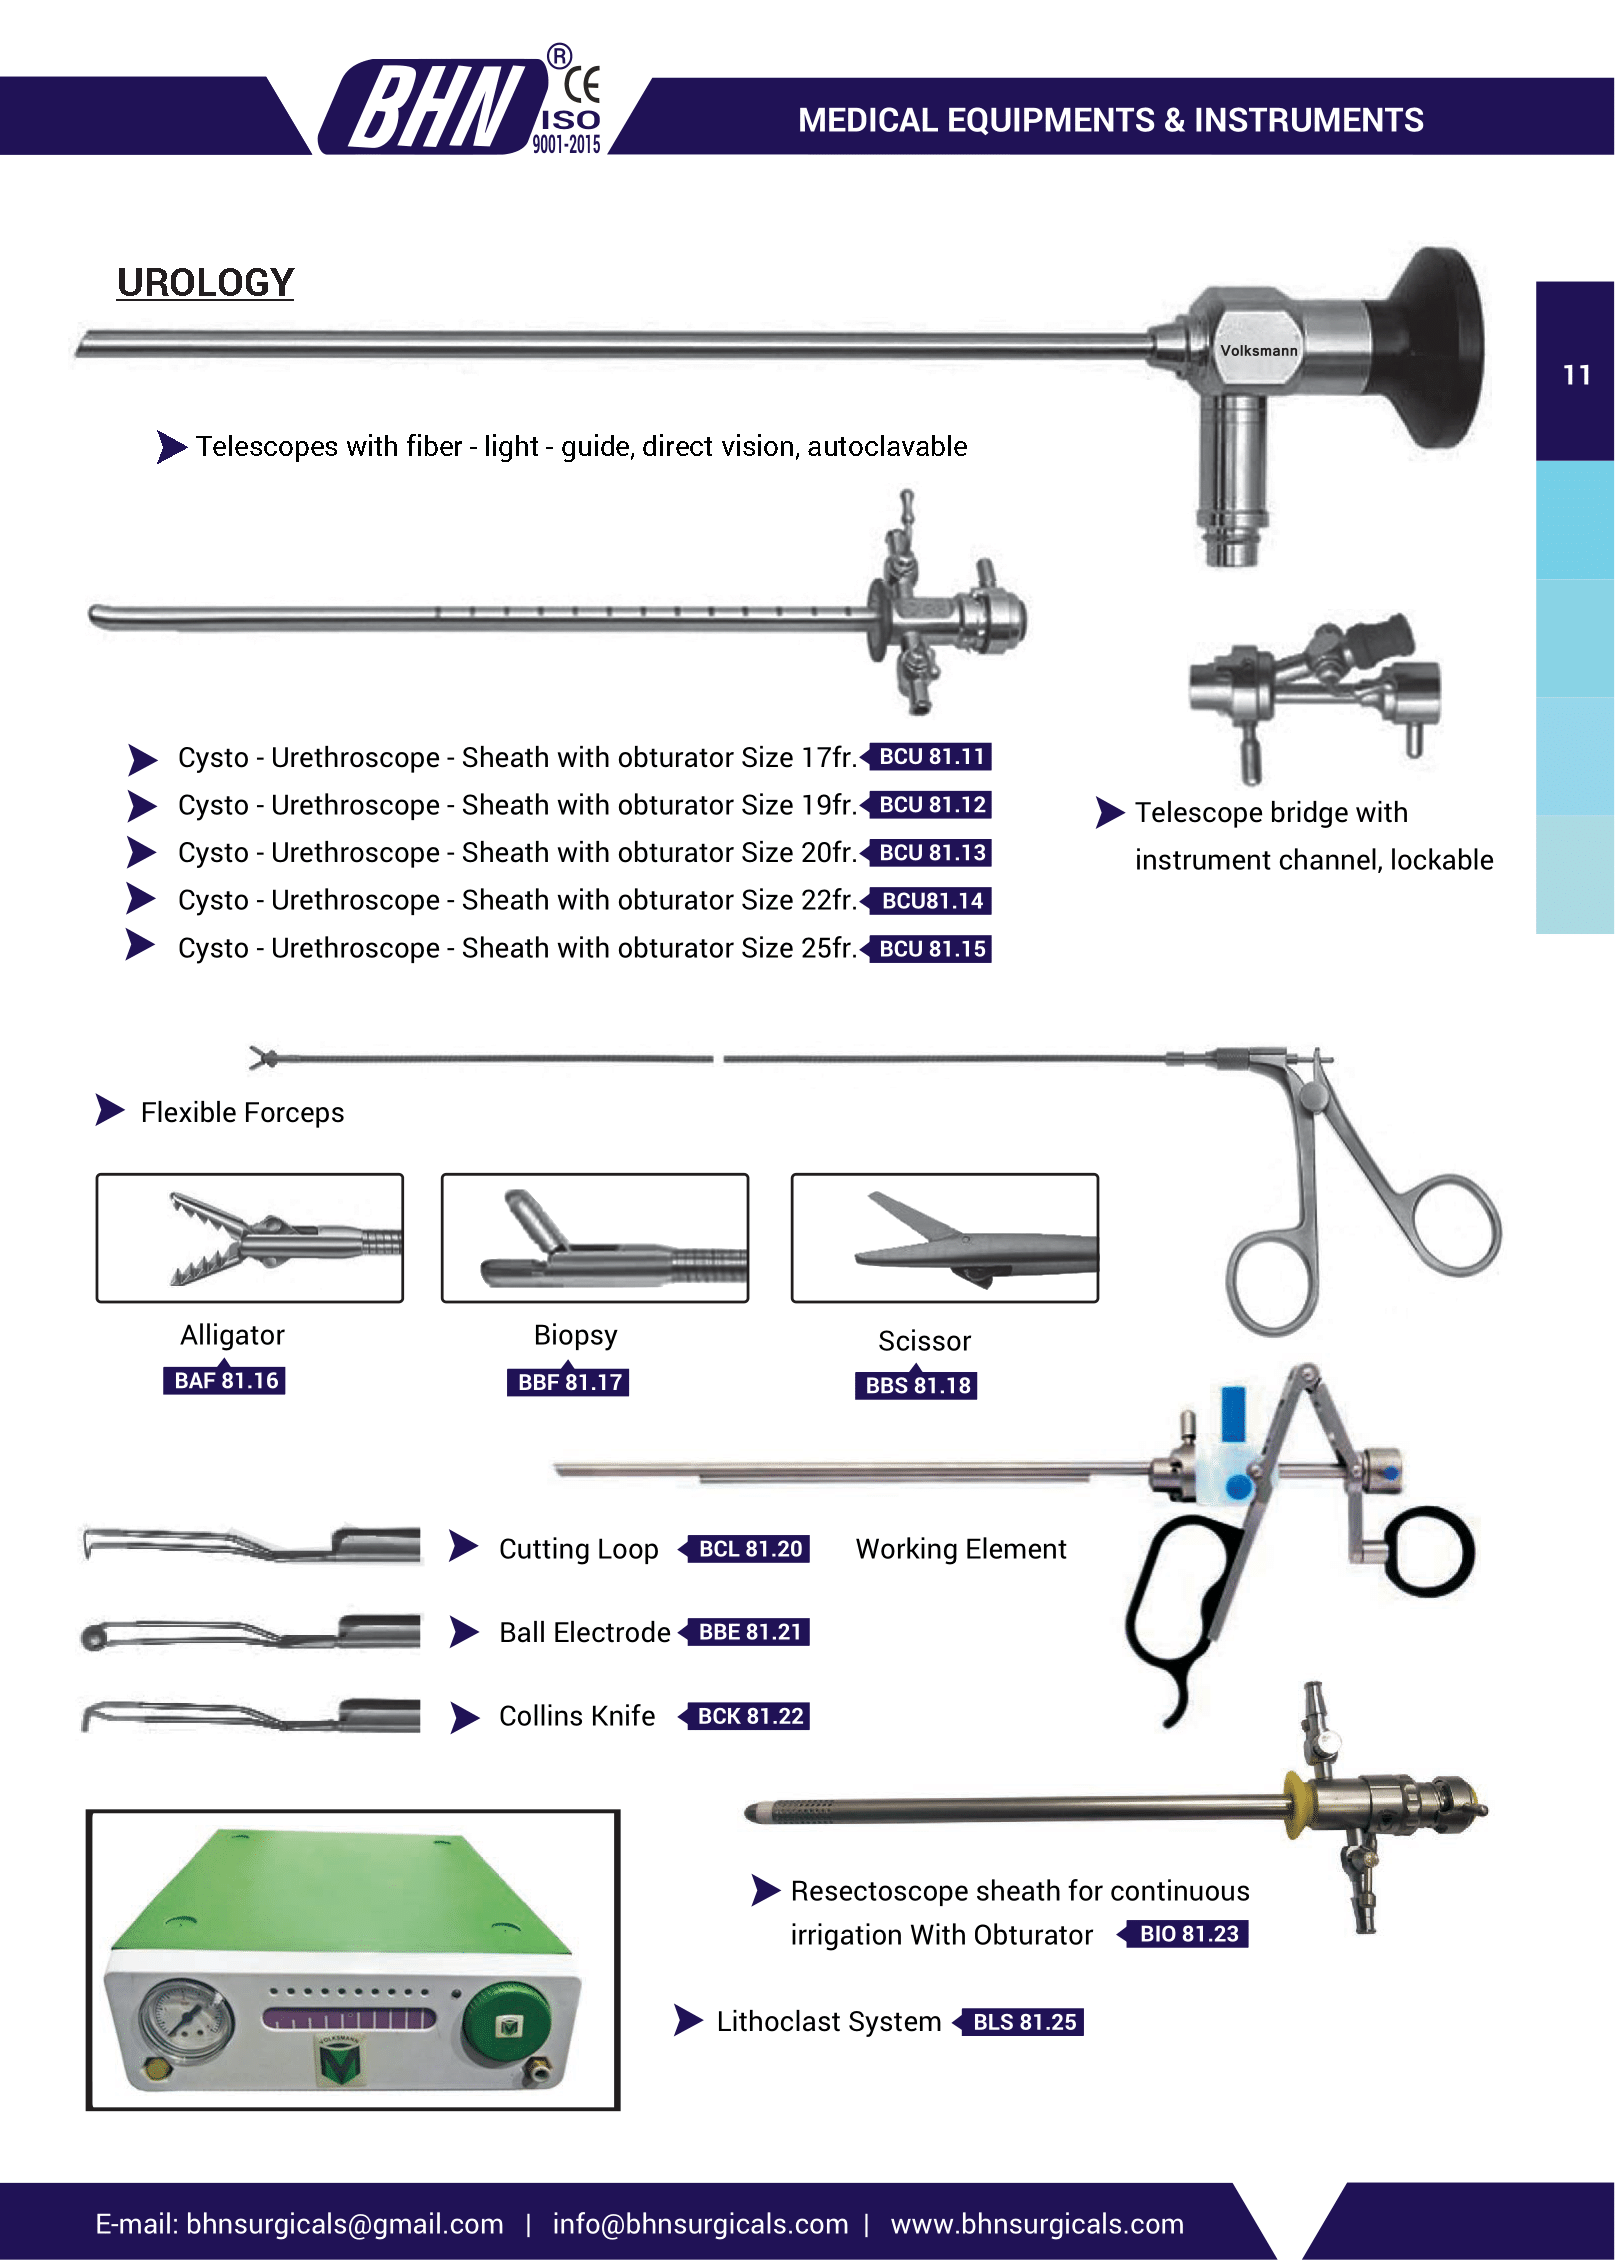 BHN
®
CE
ISO
9001-2015
MEDICAL EQUIPMENTS & INSTRUMENTS
UROLOGY
Volksmann
11
Telescopes with fiber - light - guide, direct vision, autoclavable
Cysto - Urethroscope - Sheath with obturator Size 17fr. BCU 81.11
Cysto - Urethroscope - Sheath with obturator Size 19fr. BCU 81.12
Cysto - Urethroscope - Sheath with obturator Size 20fr. BCU 81.13
Cysto - Urethroscope - Sheath with obturator Size 22fr. BCU81.14
Cysto - Urethroscope - Sheath with obturator Size 25fr. BCU 81.15
Telescope bridge with
instrument channel, lockable
Flexible Forceps
Alligator
BAF 81.16
Biopsy
BBF 81.17
Scissor
BBS 81.18
Cutting Loop BCL 81.20
Working Element
Ball Electrode BBE 81.21
Collins Knife BCK 81.22
VOLKSMANN
Resectoscope sheath for continuous
irrigation With Obturator BIO 81.23
Lithoclast System BLS 81.25
E-mail: bhnsurgicals@gmail.com | info@bhnsurgicals.com | www.bhnsurgicals.com